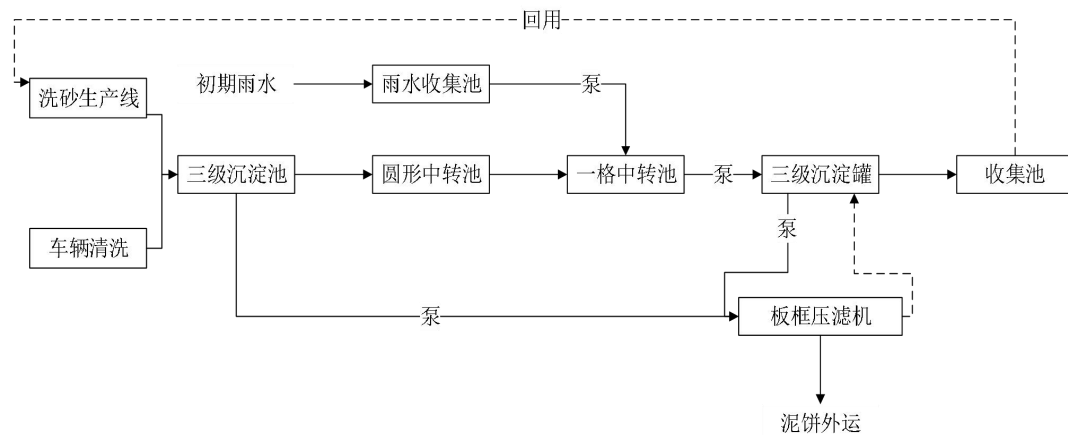 回用
洗砂生产线
初期雨水
雨水收集池
泵
三级沉淀池
圆形中转池
一格中转池
泵
三级沉淀罐
收集池
车辆清洗
泵
泵
板框压滤机
泥饼外运